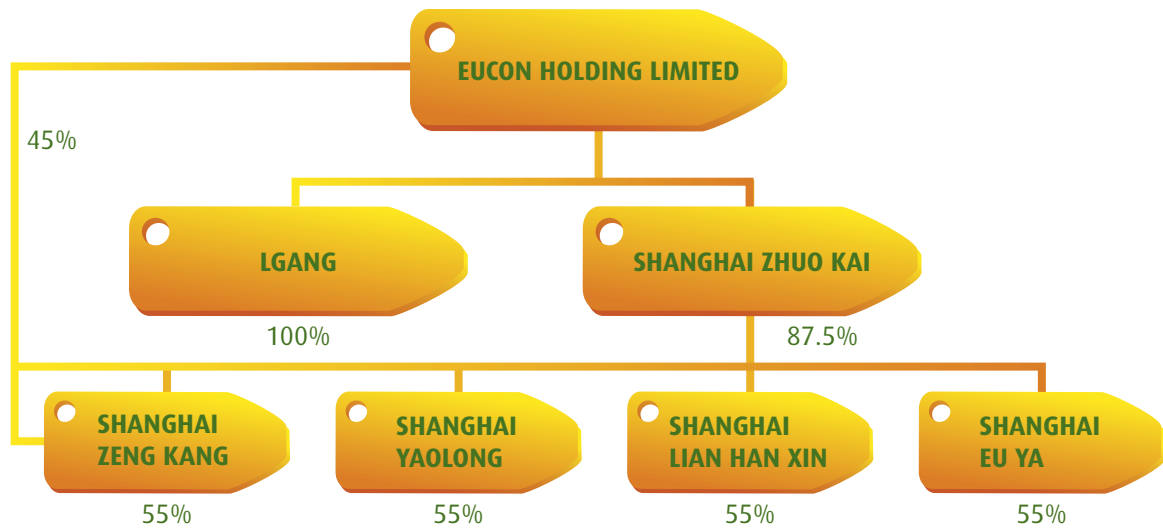 EUCON HOLDING LIMITED
45%
LGANG
SHANGHAI ZHUO KAI
100%
87.5%
SHANGHAI
ZENG KANG
SHANGHAI
YAOLONG
SHANGHAI
LIAN HAN XIN
SHANGHAI
EU YA
55%
55%
55%
55%